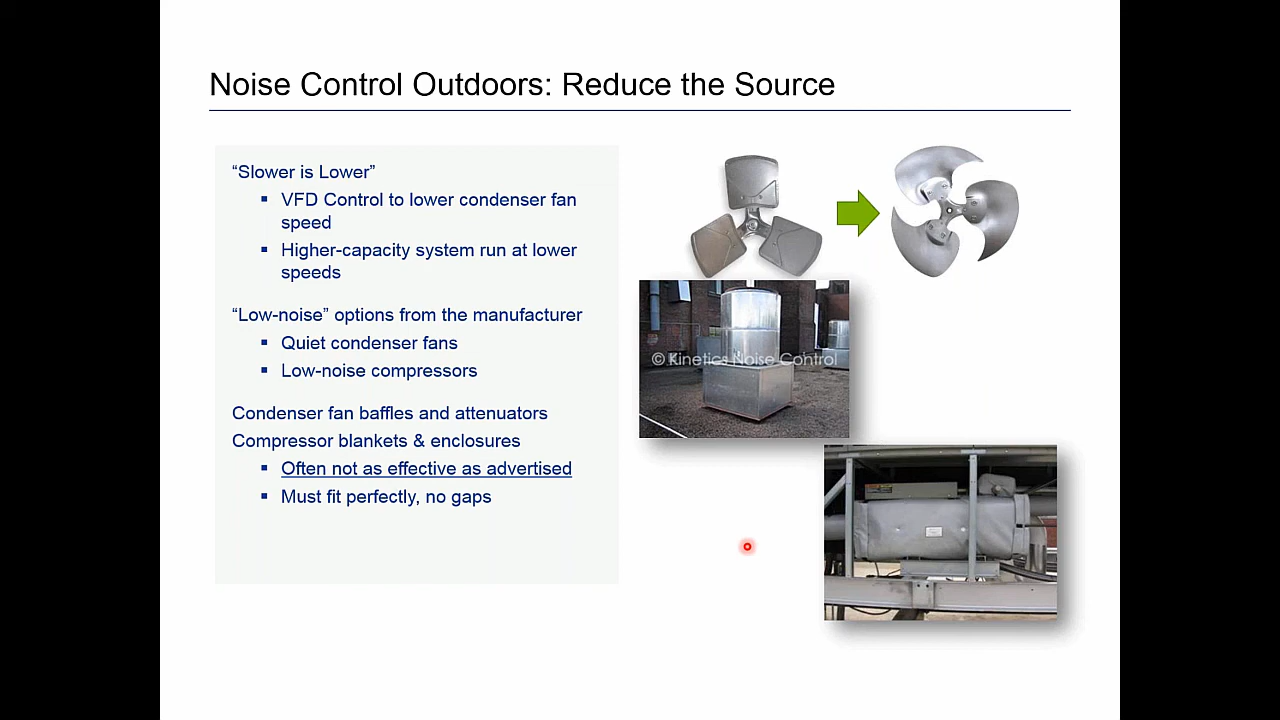 Noise Control Outdoors: Reduce the Source
“Slower is Lower”
VFD Control to lower condenser fan
speed
Higher-capacity system run at lower
speeds
“Low-noise” options from the manufacturer
Quiet condenser fans
Low-noise compressors
Condenser fan baffles and attenuators
Compressor blankets & enclosures
Often not as effective as advertised
Must fit perfectly, no gaps
© Kinetics Noise Control